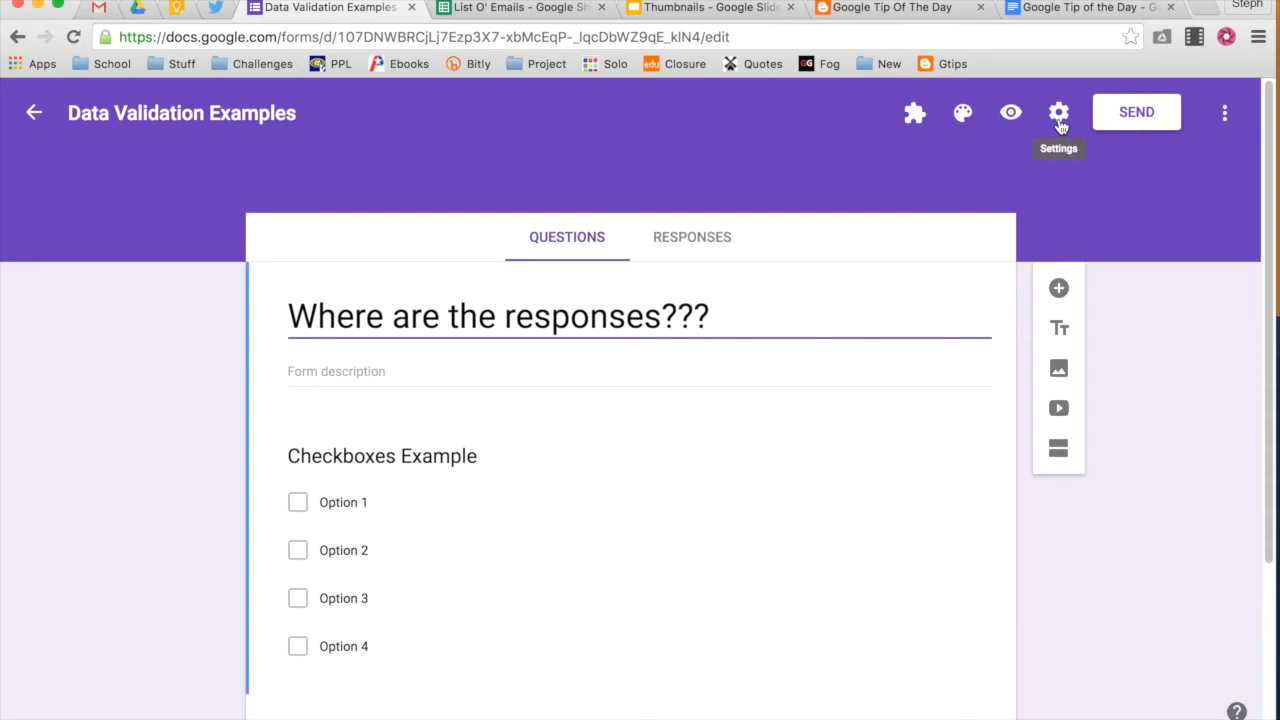 Data Validation Examples
List O' Emails - Google Sh
Thumbnails - Google Slide
Google Tip Of The Day
Google Tip of the Day - G
Steph
https://docs.google.com/forms/d/107DNWBRCjLj7Ezp3X7-xbMcEqP-_lqcDbWZ9qE_klN4/edit
Apps School Stuff Challenges PPL Ebooks Bitly Project Solo edu Closure Quotes GG Fog New Gtips
Data Validation Examples
SEND
Settings
QUESTIONS RESPONSES
Where are the responses???
Form description
Checkboxes Example
Option 1
Option 2
Option 3
Option 4